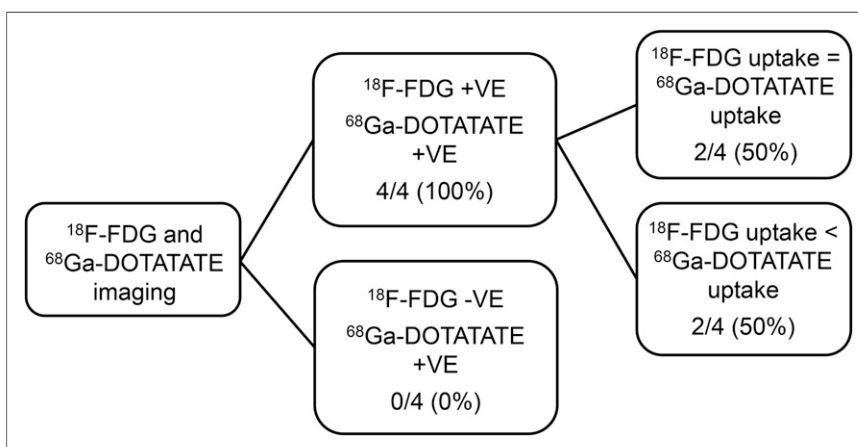 ¹⁸F-FDG and
⁶⁸Ga-DOTATATE
imaging
¹⁸F-FDG +VE
⁶⁸Ga-DOTATATE
+VE
4/4 (100%)
¹⁸F-FDG -VE
⁶⁸Ga-DOTATATE
+VE
0/4 (0%)
¹⁸F-FDG uptake =
⁶⁸Ga-DOTATATE
uptake
2/4 (50%)
¹⁸F-FDG uptake <
⁶⁸Ga-DOTATATE
uptake
2/4 (50%)